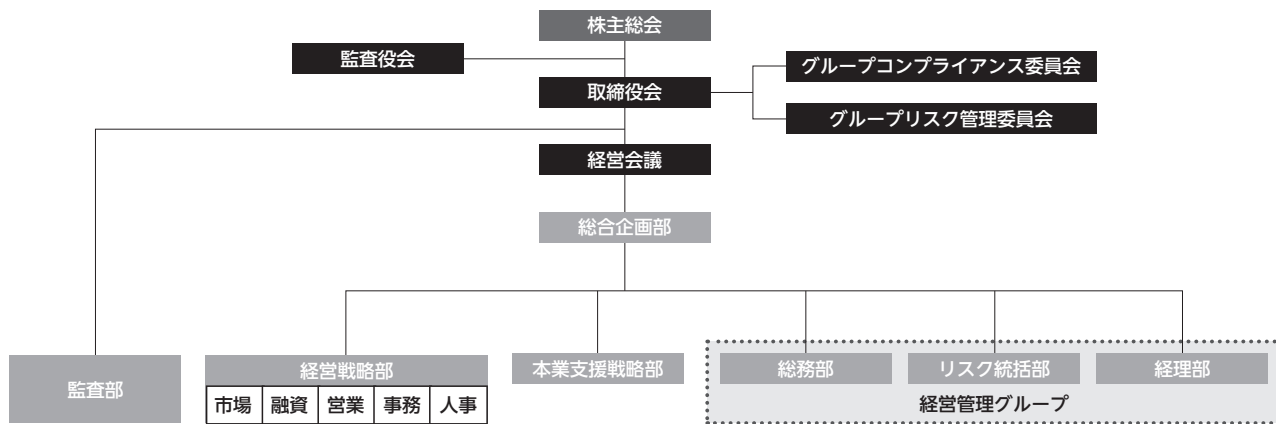 株主総会
監査役会
グループコンプライアンス委員会
取締役会
グループリスク管理委員会
経営会議
総合企画部
監査部
経営戦略部
市場 融資 営業 事務 人事
本業支援戦略部
総務部
リスク統括部
経理部
経営管理グループ